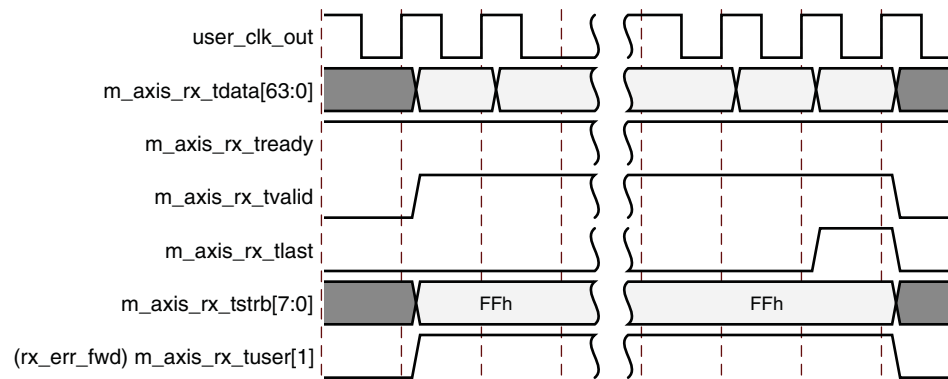 user_clk_out
m_axis_rx_tdata[63:0]
m_axis_rx_tready
m_axis_rx_tvalid
m_axis_rx_tlast
m_axis_rx_tstrb[7:0] FFh FFh
(rx_err_fwd) m_axis_rx_tuser[1]